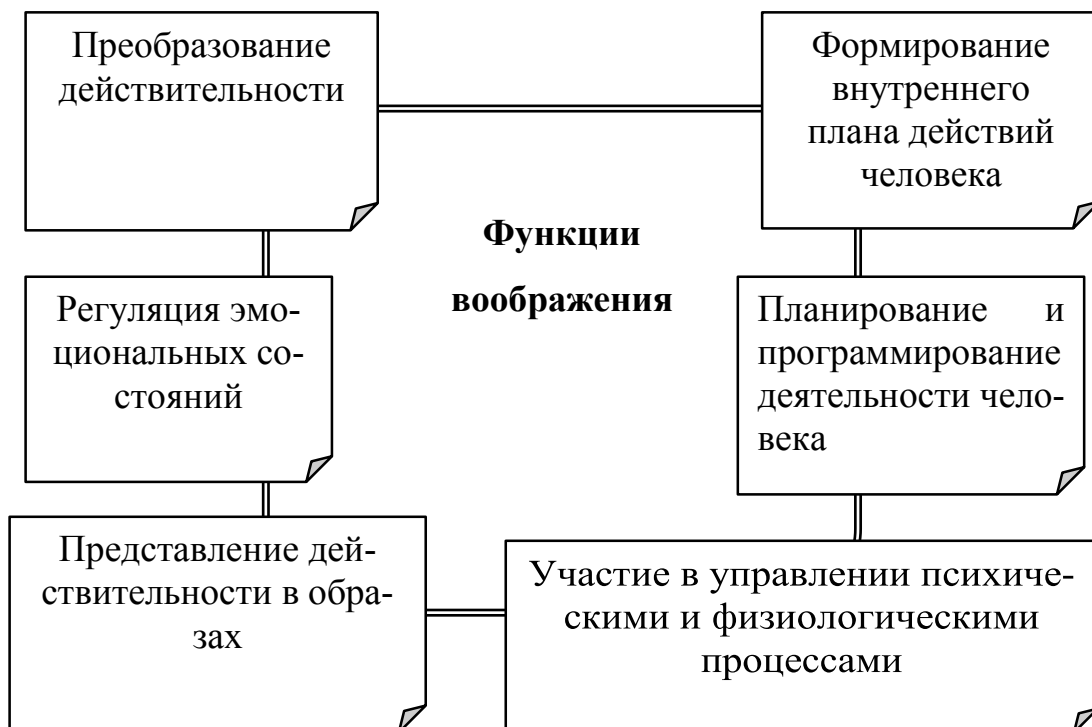 Преобразование
действительности
Формирование
внутреннего
плана действий
человека
Функции
воображения
Регуляция эмо-
циональных со-
стояний
Планирование и
программирование
деятельности чело-
века
Представление дей-
ствительности в обра-
зах
Участие в управлении психиче-
скими и физиологическими
процессами